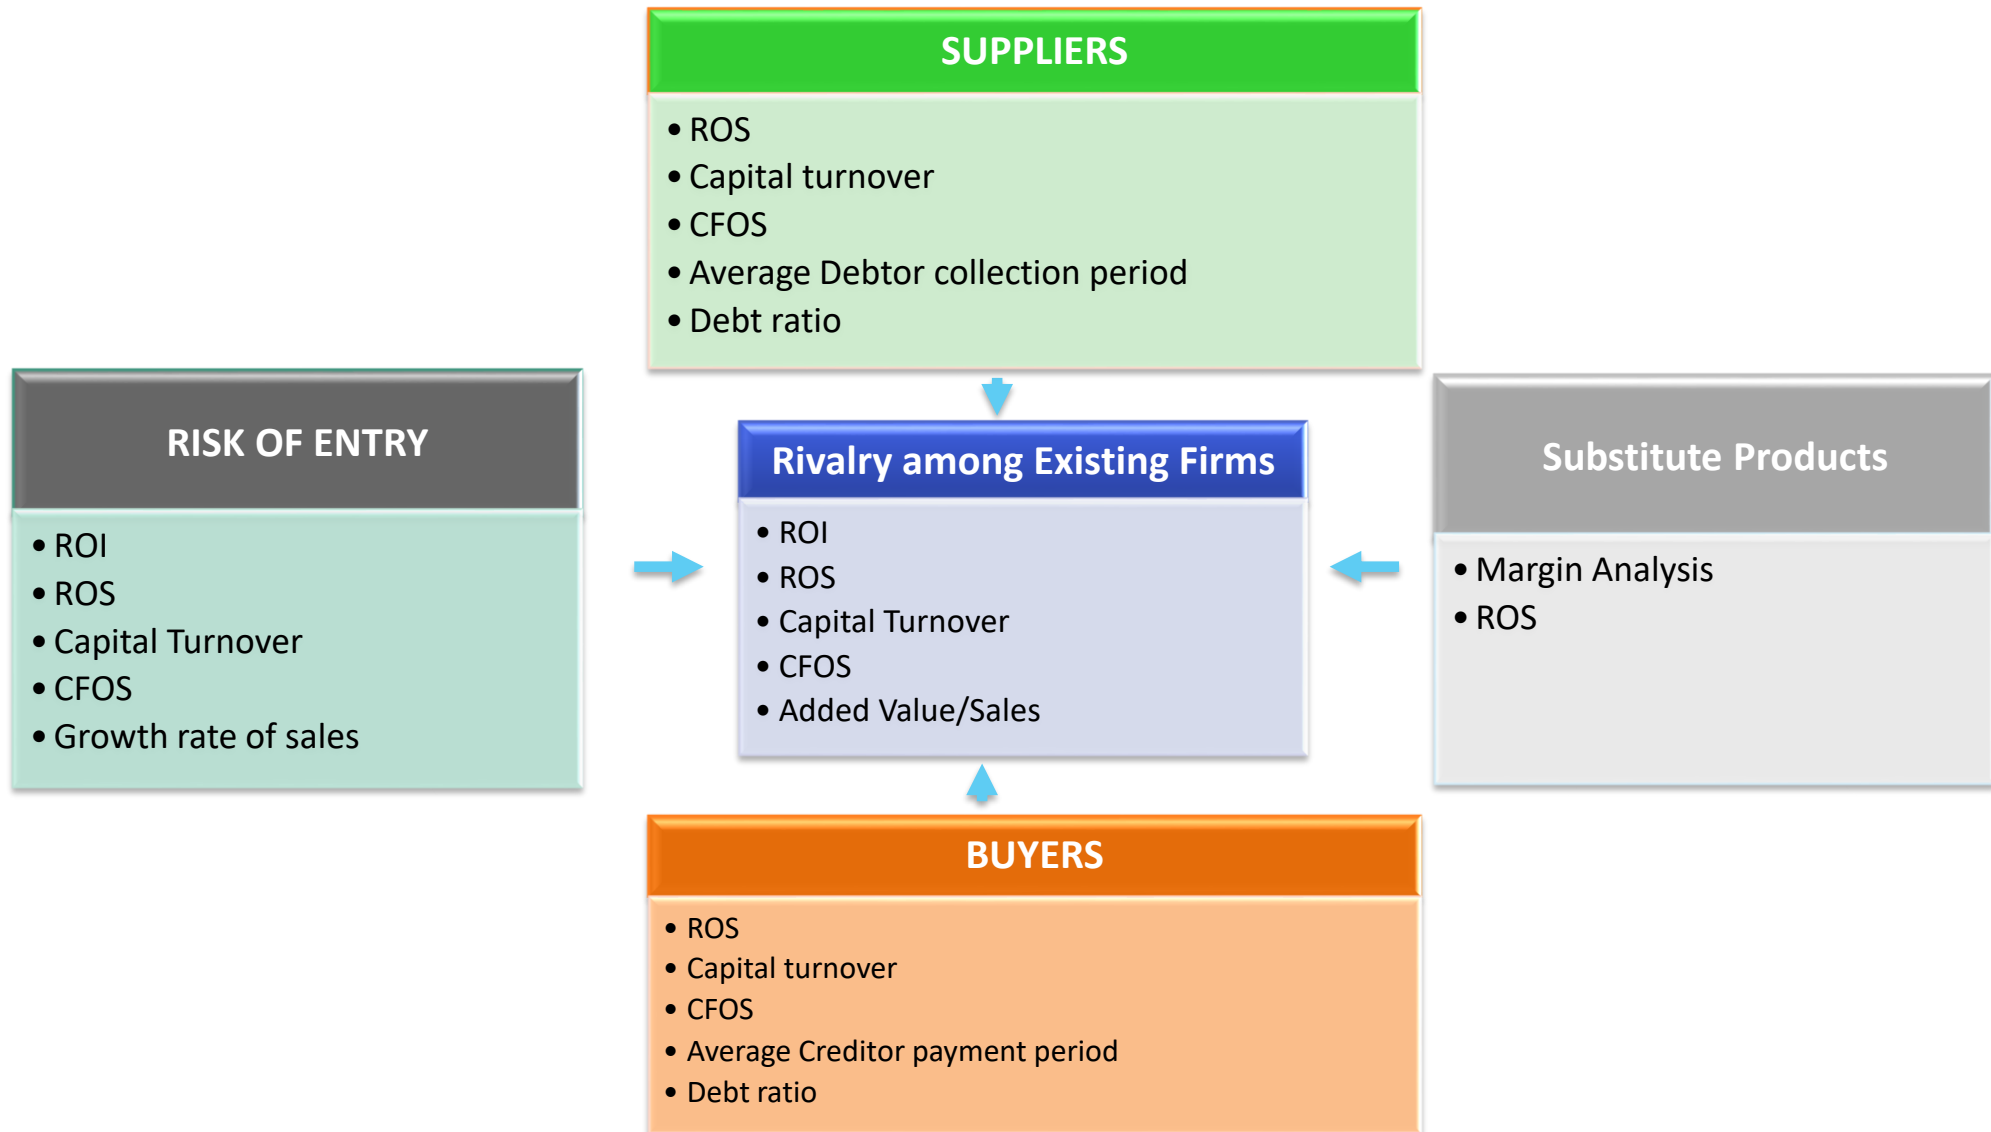 SUPPLIERS
• ROS
• Capital turnover
• CFOS
• Average Debtor collection period
• Debt ratio
RISK OF ENTRY
• ROI
• ROS
• Capital Turnover
• CFOS
• Growth rate of sales
Rivalry among Existing Firms
• ROI
• ROS
• Capital Turnover
• CFOS
• Added Value/Sales
Substitute Products
• Margin Analysis
• ROS
BUYERS
• ROS
• Capital turnover
• CFOS
• Average Creditor payment period
• Debt ratio